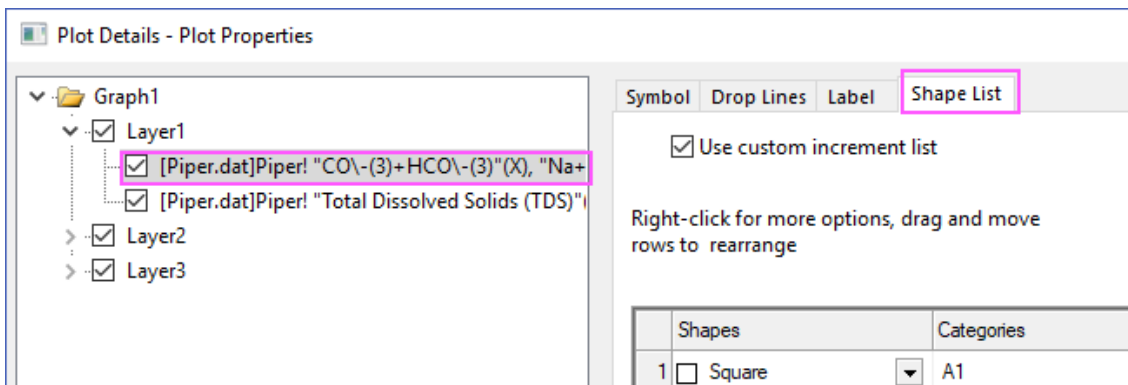 Plot Details - Plot Properties
Graph1
Layer1
[Piper.dat]Piper! "CO\-(3)+HCO\-(3)"(X), "Na+
[Piper.dat]Piper! "Total Dissolved Solids (TDS)"(
Layer2
Layer3
Symbol Drop Lines Label Shape List
Use custom increment list
Right-click for more options, drag and move
rows to rearrange
Shapes Categories
1 Square A1